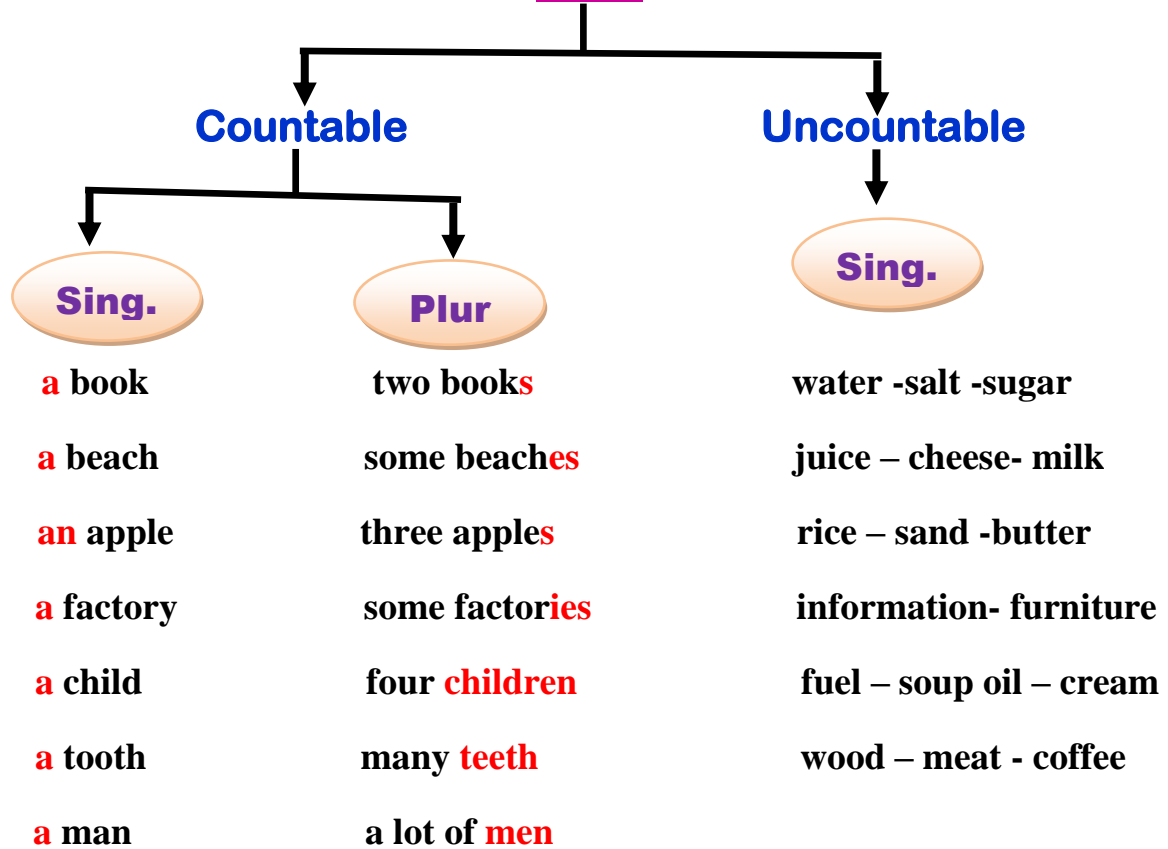 Countable Uncountable
Sing. Plur Sing.
a book two books water -salt -sugar
a beach some beaches juice – cheese- milk
an apple three apples rice – sand -butter
a factory some factories information- furniture
a child four children fuel – soup oil – cream
a tooth many teeth wood – meat - coffee
a man a lot of men